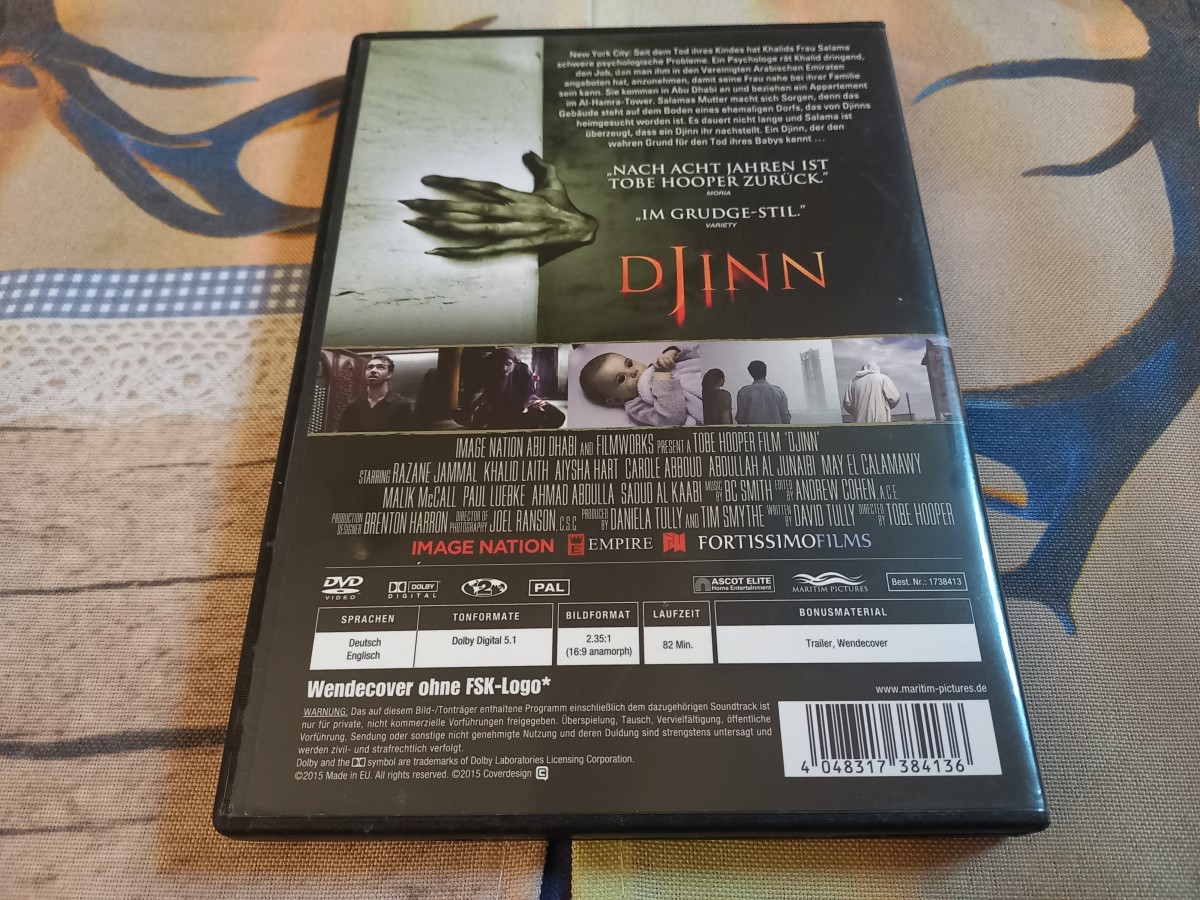 New York City: Seit dem Tod ihres Kindes hat Khalids Frau Salama
schwere psychologische Probleme. Ein Psychologe rät Khalid dringend,
den Job, den man ihm in den Vereinigten Arabischen Emiraten
angeboten hat, anzunehmen, damit seine Frau nahe bei ihrer Familie
sein kann. Sie kommen in Abu Dhabi an und beziehen ein Appartement
im Al-Hamra-Tower. Salamas Mutter macht sich Sorgen, denn das
Gebäude steht auf dem Boden eines ehemaligen Dorfs, das von Djinns
heimgesucht worden ist. Es dauert nicht lange und Salama ist
überzeugt, dass ein Djinn ihr nachstellt. Ein Djinn, der den
wahren Grund für den Tod ihres Babys kennt ...
„NACH ACHT JAHREN IST
TOBE HOOPER ZURÜCK.”
MORIA
„IM GRUDGE-STIL.”
VARIETY
DJINN
IMAGE NATION ABU DHABI AND FILMWORKS PRESENT A TOBE HOOPER FILM 'DJINN'
STARRING RAZANE JAMMAL KHALID LAITH AIYSHA HART CAROLE ABBOUD ABDULLAH AL JUNAIBI MAY EL CALAMAWY
MALIK McCALL PAUL LUEBKE AHMAD ABDULLA SAOUD AL KAABI MUSIC BY BC SMITH EDITED BY ANDREW COHEN, A.C.E.
PRODUCTION DESIGNER BRENTON HARRON DIRECTOR OF PHOTOGRAPHY JOEL RANSON, C.S.C. PRODUCED BY DANIELA TULLY AND TIM SMYTHE WRITTEN BY DAVID TULLY DIRECTED BY TOBE HOOPER
IMAGE NATION E EMPIRE FORTISSIMOFILMS
DVD VIDEO DOLBY DIGITAL 2 PAL ASCOT ELITE Home Entertainment MARITIM PICTURES Best. Nr.: 1738413
SPRACHEN TONFORMATE BILDFORMAT LAUFZEIT BONUSMATERIAL
Deutsch Dolby Digital 5.1 2.35:1 82 Min. Trailer, Wendecover
Englisch (16:9 anamorph)
Wendecover ohne FSK-Logo* www.maritim-pictures.de
WARNUNG: Das auf diesem Bild-/Tonträger enthaltene Programm einschließlich dem dazugehörigen Soundtrack ist
nur für private, nicht kommerzielle Vorführungen freigegeben. Überspielung, Tausch, Vervielfältigung, öffentliche
Vorführung, Sendung oder sonstige nicht genehmigte Nutzung und deren Duldung sind strengstens untersagt und
werden zivil- und strafrechtlich verfolgt.
Dolby and the symbol are trademarks of Dolby Laboratories Licensing Corporation.
©2015 Made in EU. All rights reserved. ©2015 Coverdesign
4 048317 384136